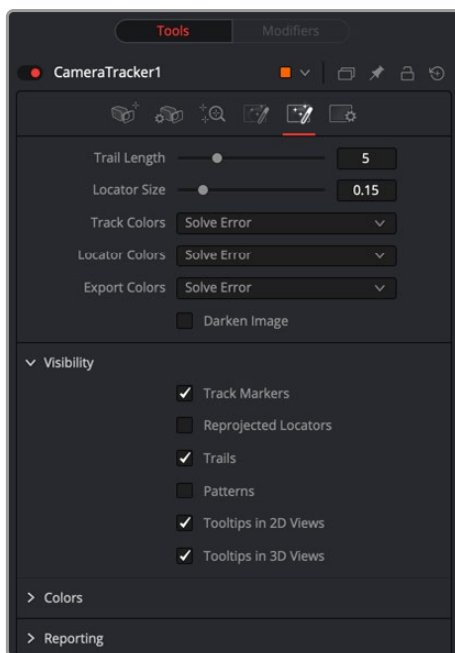 Tools Modifiers
CameraTracker1
Trail Length 5
Locator Size 0.15
Track Colors Solve Error
Locator Colors Solve Error
Export Colors Solve Error
Darken Image
Visibility
Track Markers
Reprojected Locators
Trails
Patterns
Tooltips in 2D Views
Tooltips in 3D Views
Colors
Reporting